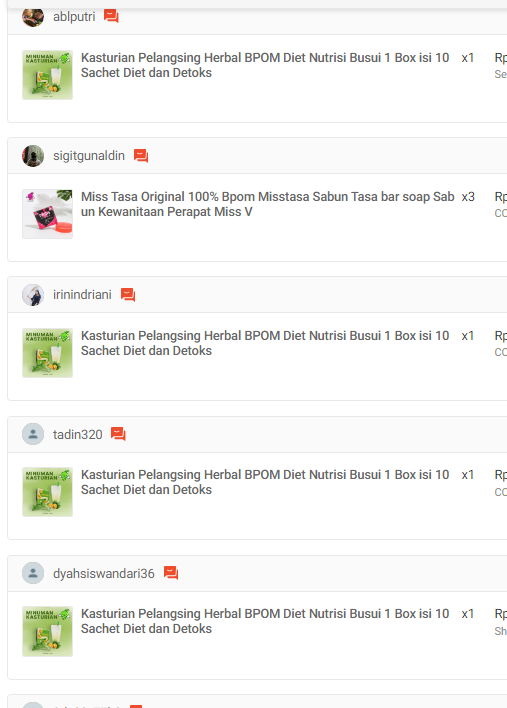 ablputri
MINUMAN
KASTURIAN
Kasturian Pelangsing Herbal BPOM Diet Nutrisi Busui 1 Box isi 10 x1 Rp
Sachet Diet dan Detoks Se
sigitgunaldin
Miss Tasa Original 100% Bpom Misstasa Sabun Tasa bar soap Sab x3 Rp
un Kewanitaan Perapat Miss V CO
irinindriani
MINUMAN
KASTURIAN
Kasturian Pelangsing Herbal BPOM Diet Nutrisi Busui 1 Box isi 10 x1 Rp
Sachet Diet dan Detoks CO
tadin320
MINUMAN
KASTURIAN
Kasturian Pelangsing Herbal BPOM Diet Nutrisi Busui 1 Box isi 10 x1 Rp
Sachet Diet dan Detoks CO
dyahsiswandari36
MINUMAN
KASTURIAN
Kasturian Pelangsing Herbal BPOM Diet Nutrisi Busui 1 Box isi 10 x1 Rp
Sachet Diet dan Detoks Sh